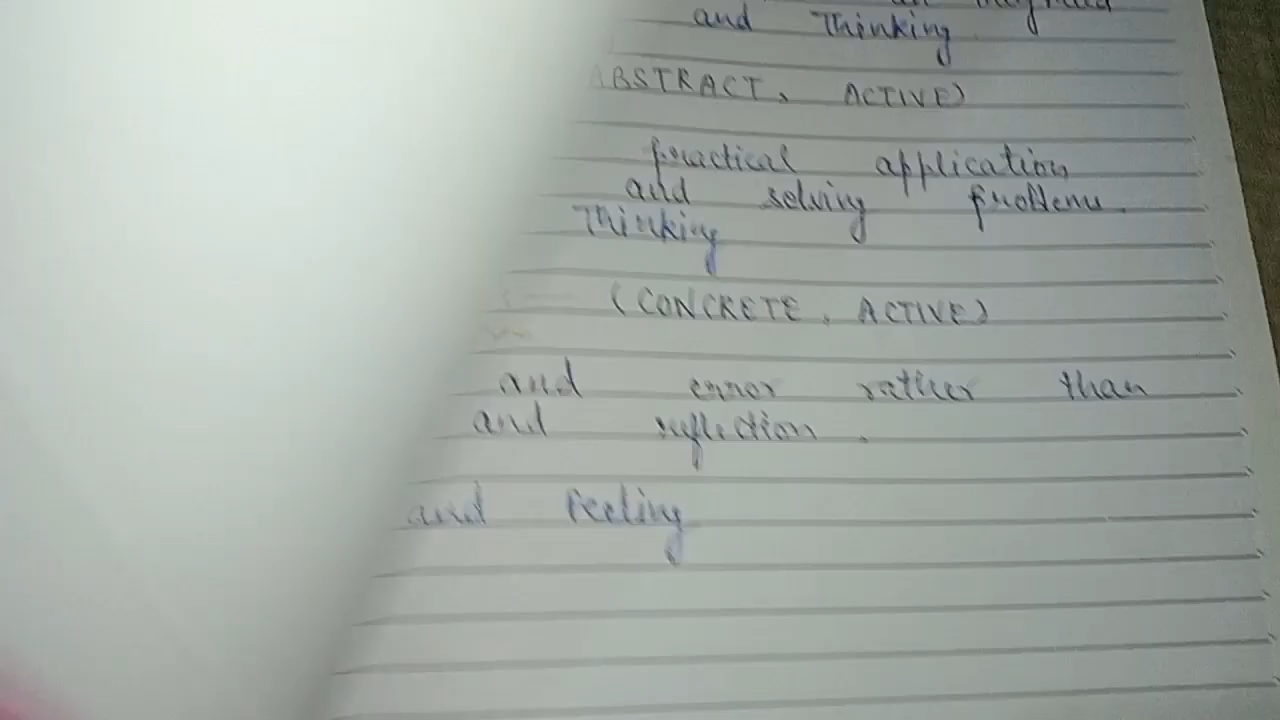 and Thinking
ABSTRACT, ACTIVE)
practical application
and solving problems.
Thinking
(CONCRETE, ACTIVE)
and error rather than
and reflection.
and Feeling